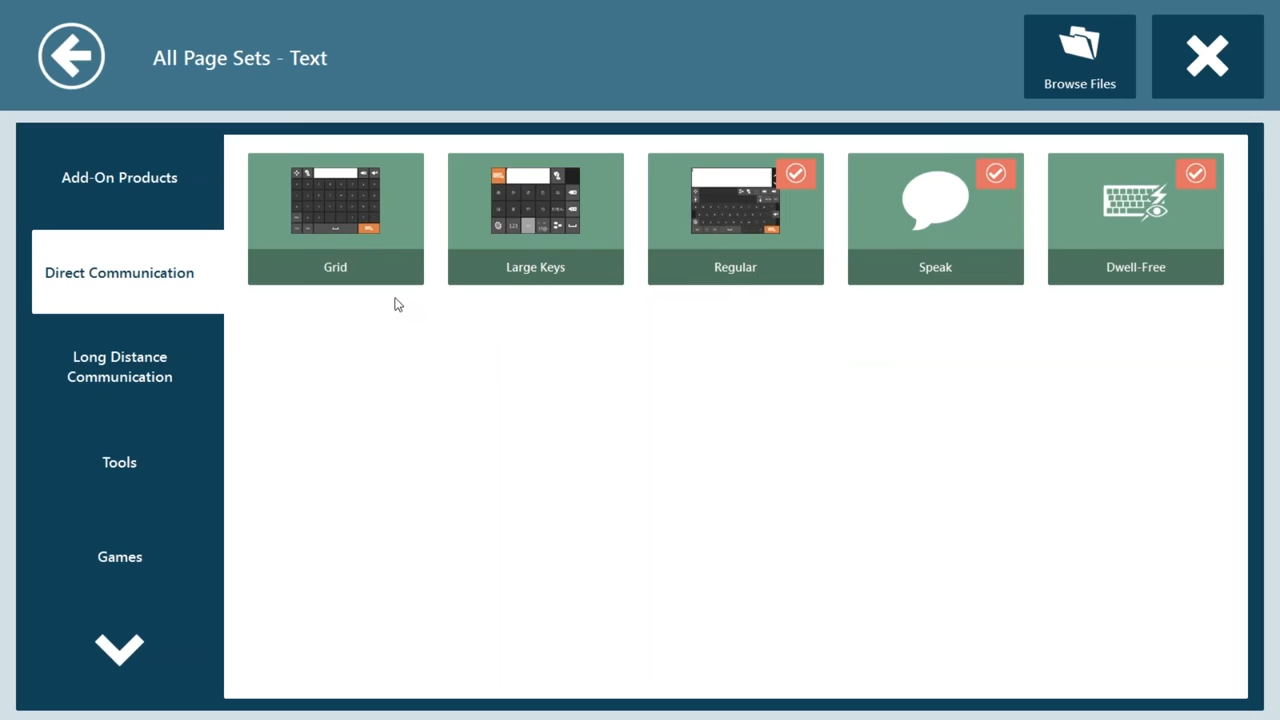 All Page Sets - Text
Browse Files
Add-On Products
Direct Communication
Long Distance
Communication
Tools
Games
Grid
Large Keys
Regular
Speak
Dwell-Free